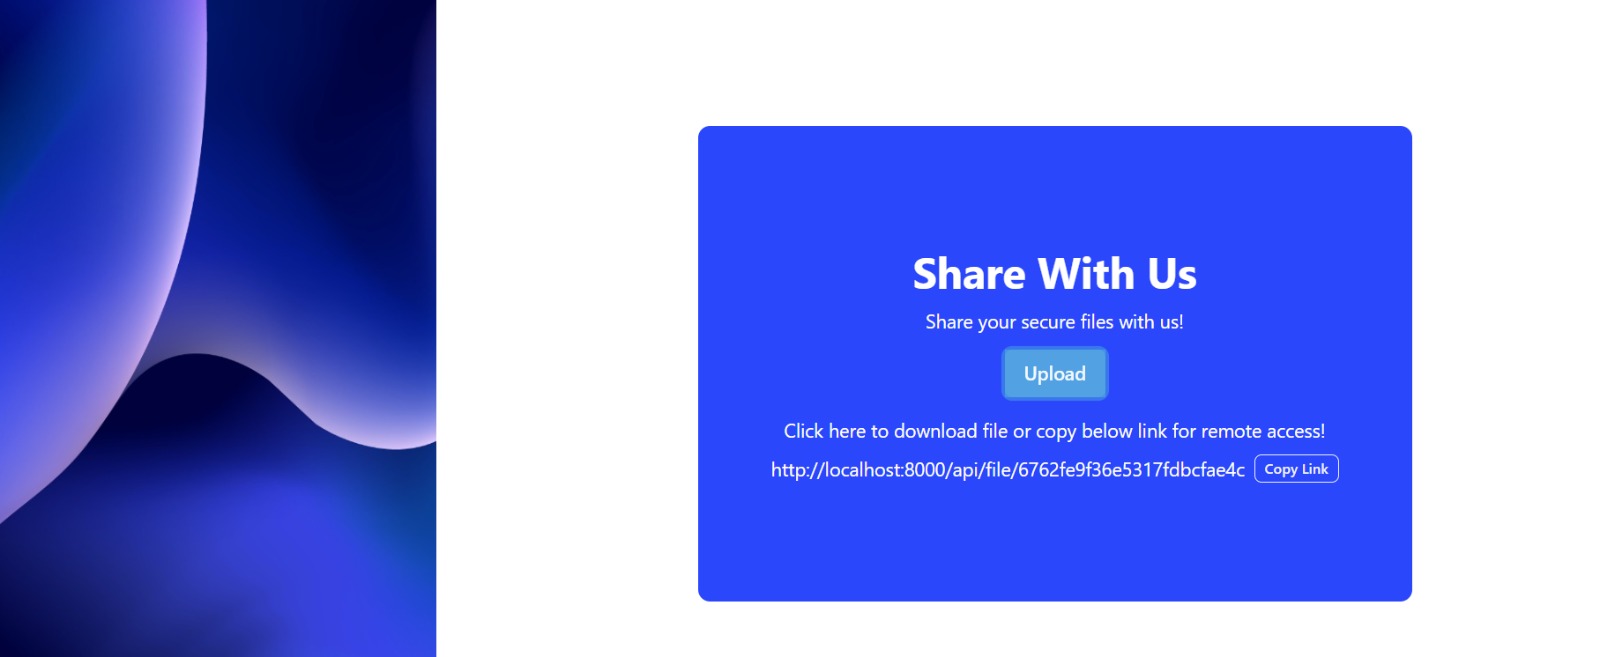 Share With Us
Share your secure files with us!
Upload
Click here to download file or copy below link for remote access!
http://localhost:8000/api/file/6762fe9f36e5317fdbcfae4c Copy Link